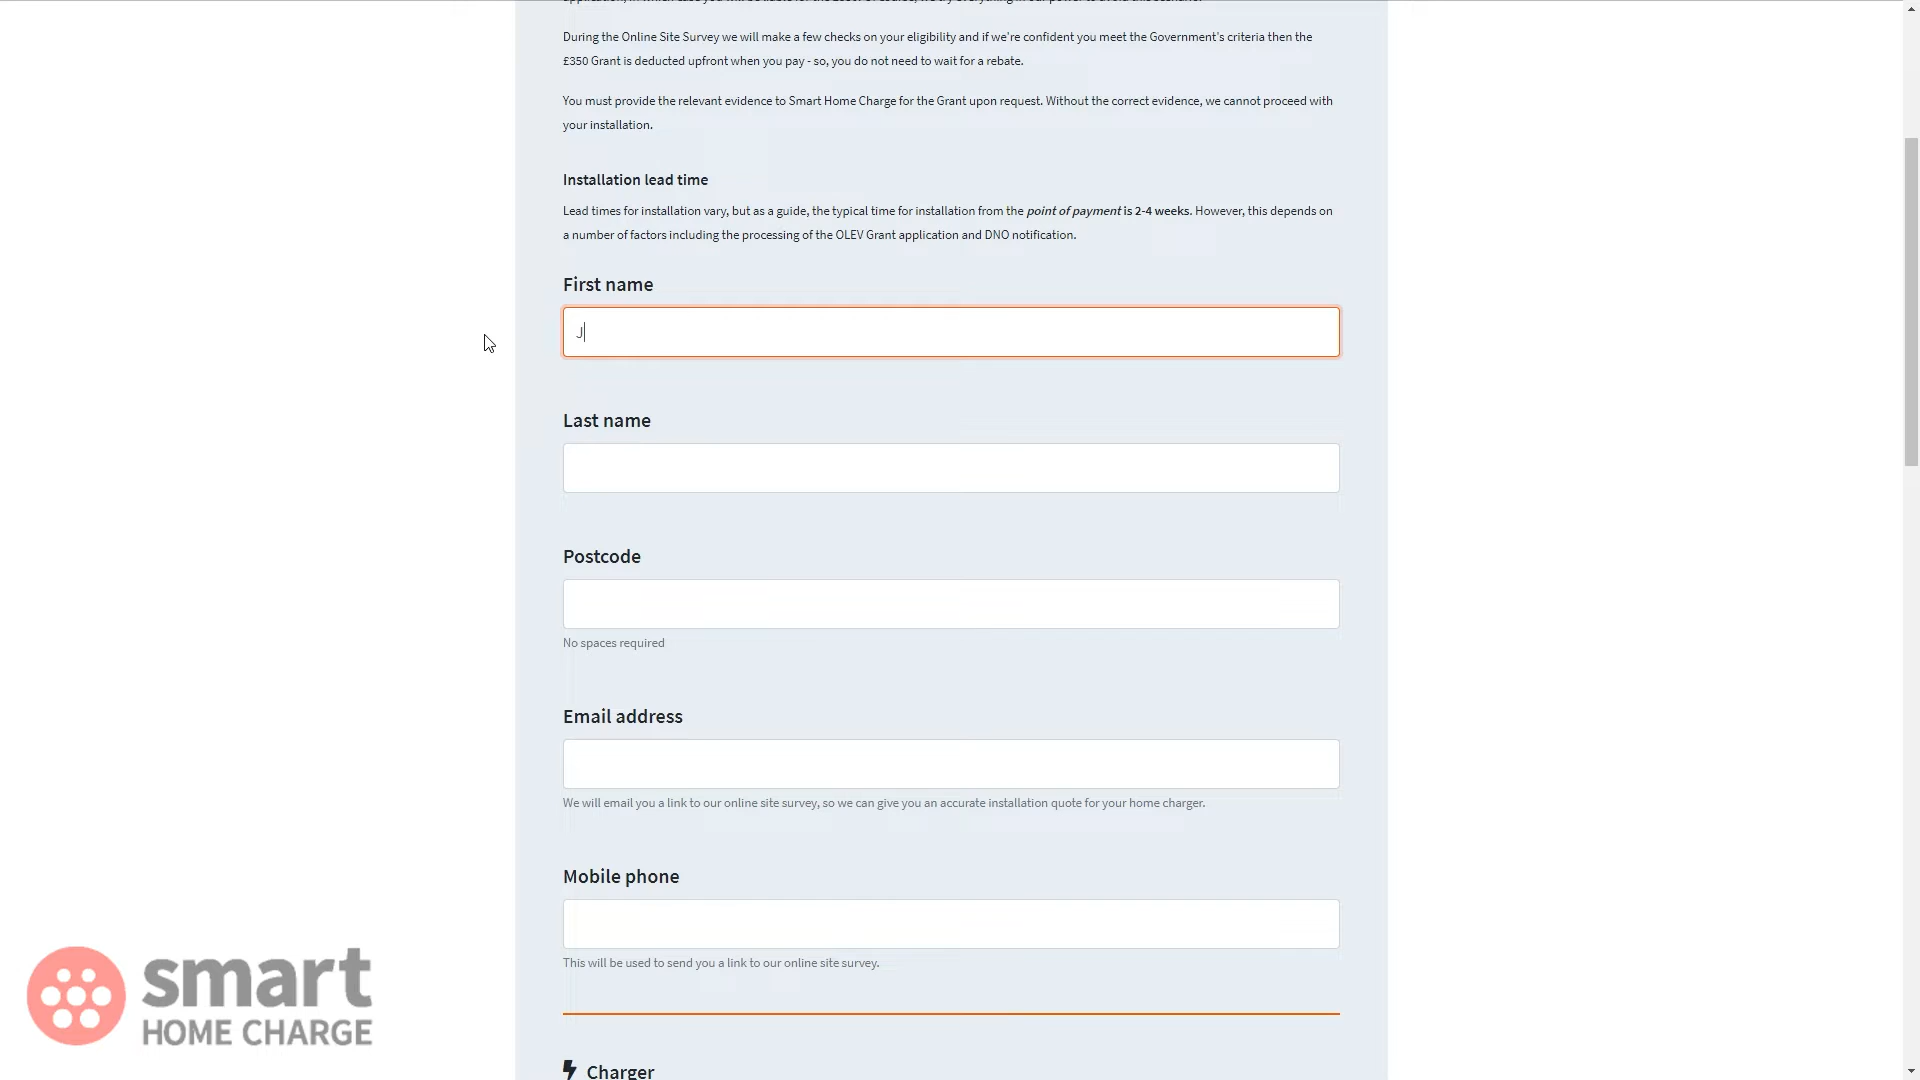 During the Online Site Survey we will make a few checks on your eligibility and if we're confident you meet the Government's criteria then the
£350 Grant is deducted upfront when you pay - so, you do not need to wait for a rebate.
You must provide the relevant evidence to Smart Home Charge for the Grant upon request. Without the correct evidence, we cannot proceed with
your installation.
Installation lead time
Lead times for installation vary, but as a guide, the typical time for installation from the point of payment is 2-4 weeks. However, this depends on
a number of factors including the processing of the OLEV Grant application and DNO notification.
First name
J
Last name
Postcode
No spaces required
Email address
We will email you a link to our online site survey, so we can give you an accurate installation quote for your home charger.
Mobile phone
This will be used to send you a link to our online site survey.
Charger
smart
HOME CHARGE